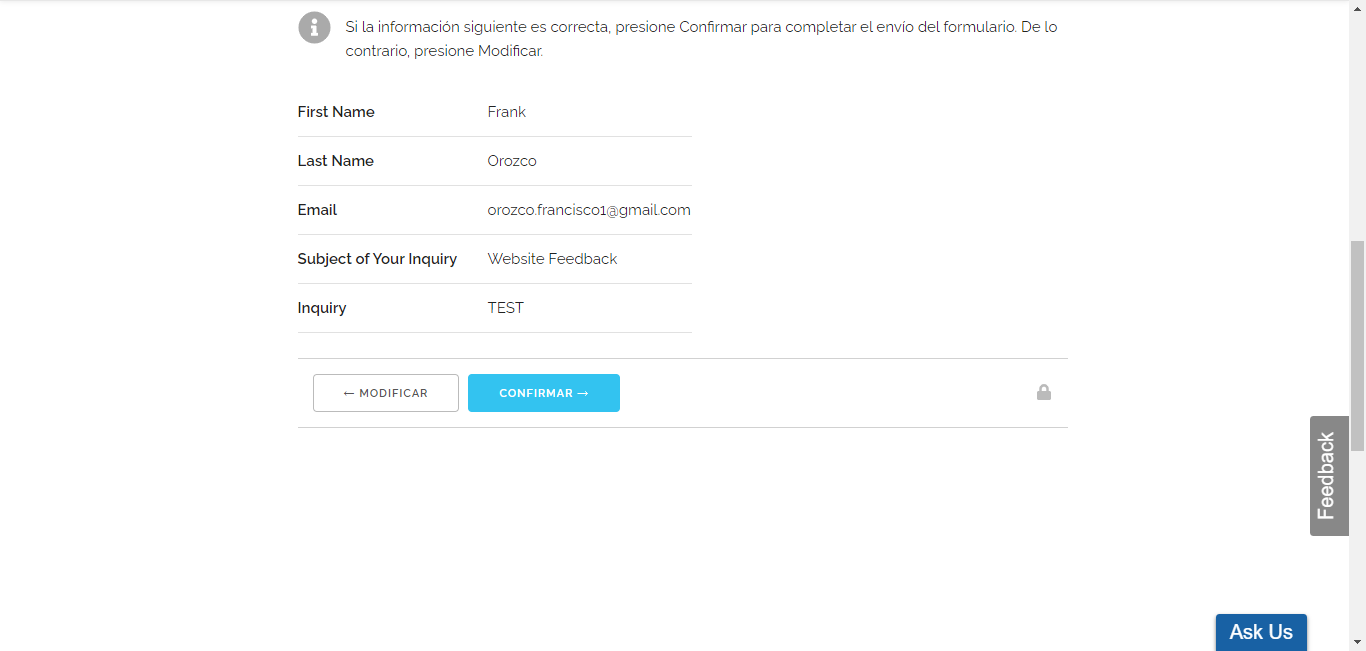 Si la información siguiente es correcta, presione Confirmar para completar el envío del formulario. De lo
contrario, presione Modificar.
First Name Frank
Last Name Orozco
Email orozco.francisco1@gmail.com
Subject of Your Inquiry Website Feedback
Inquiry TEST
← MODIFICAR CONFIRMAR →
Feedback
Ask Us